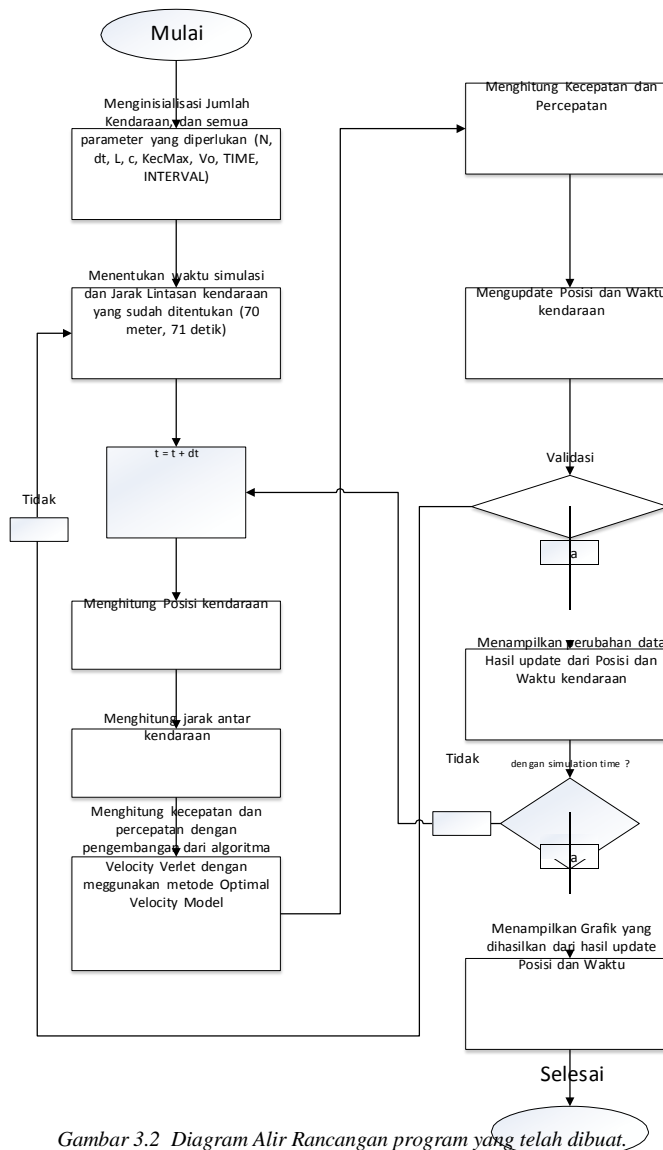 Mulai
Menginisialisasi Jumlah
Kendaraan, dan semua
parameter yang diperlukan (N,
dt, L, c, KecMax, Vo, TIME,
INTERVAL)
Menentukan waktu simulasi
dan Jarak Lintasan kendaraan
yang sudah ditentukan (70
meter, 71 detik)
t = t + dt
Tidak
Menghitung Posisi kendaraan
Menghitung jarak antar
kendaraan
Menghitung kecepatan dan
percepatan dengan
pengembangan dari algoritma
Velocity Verlet dengan
meggunakan metode Optimal
Velocity Model
Menghitung Kecepatan dan
Percepatan
Mengupdate Posisi dan Waktu
kendaraan
Validasi
a
Menampilkan perubahan data
Hasil update dari Posisi dan
Waktu kendaraan
Tidak
dengan simulation time ?
a
Menampilkan Grafik yang
dihasilkan dari hasil update
Posisi dan Waktu
Selesai
Gambar 3.2 Diagram Alir Rancangan program yang telah dibuat.